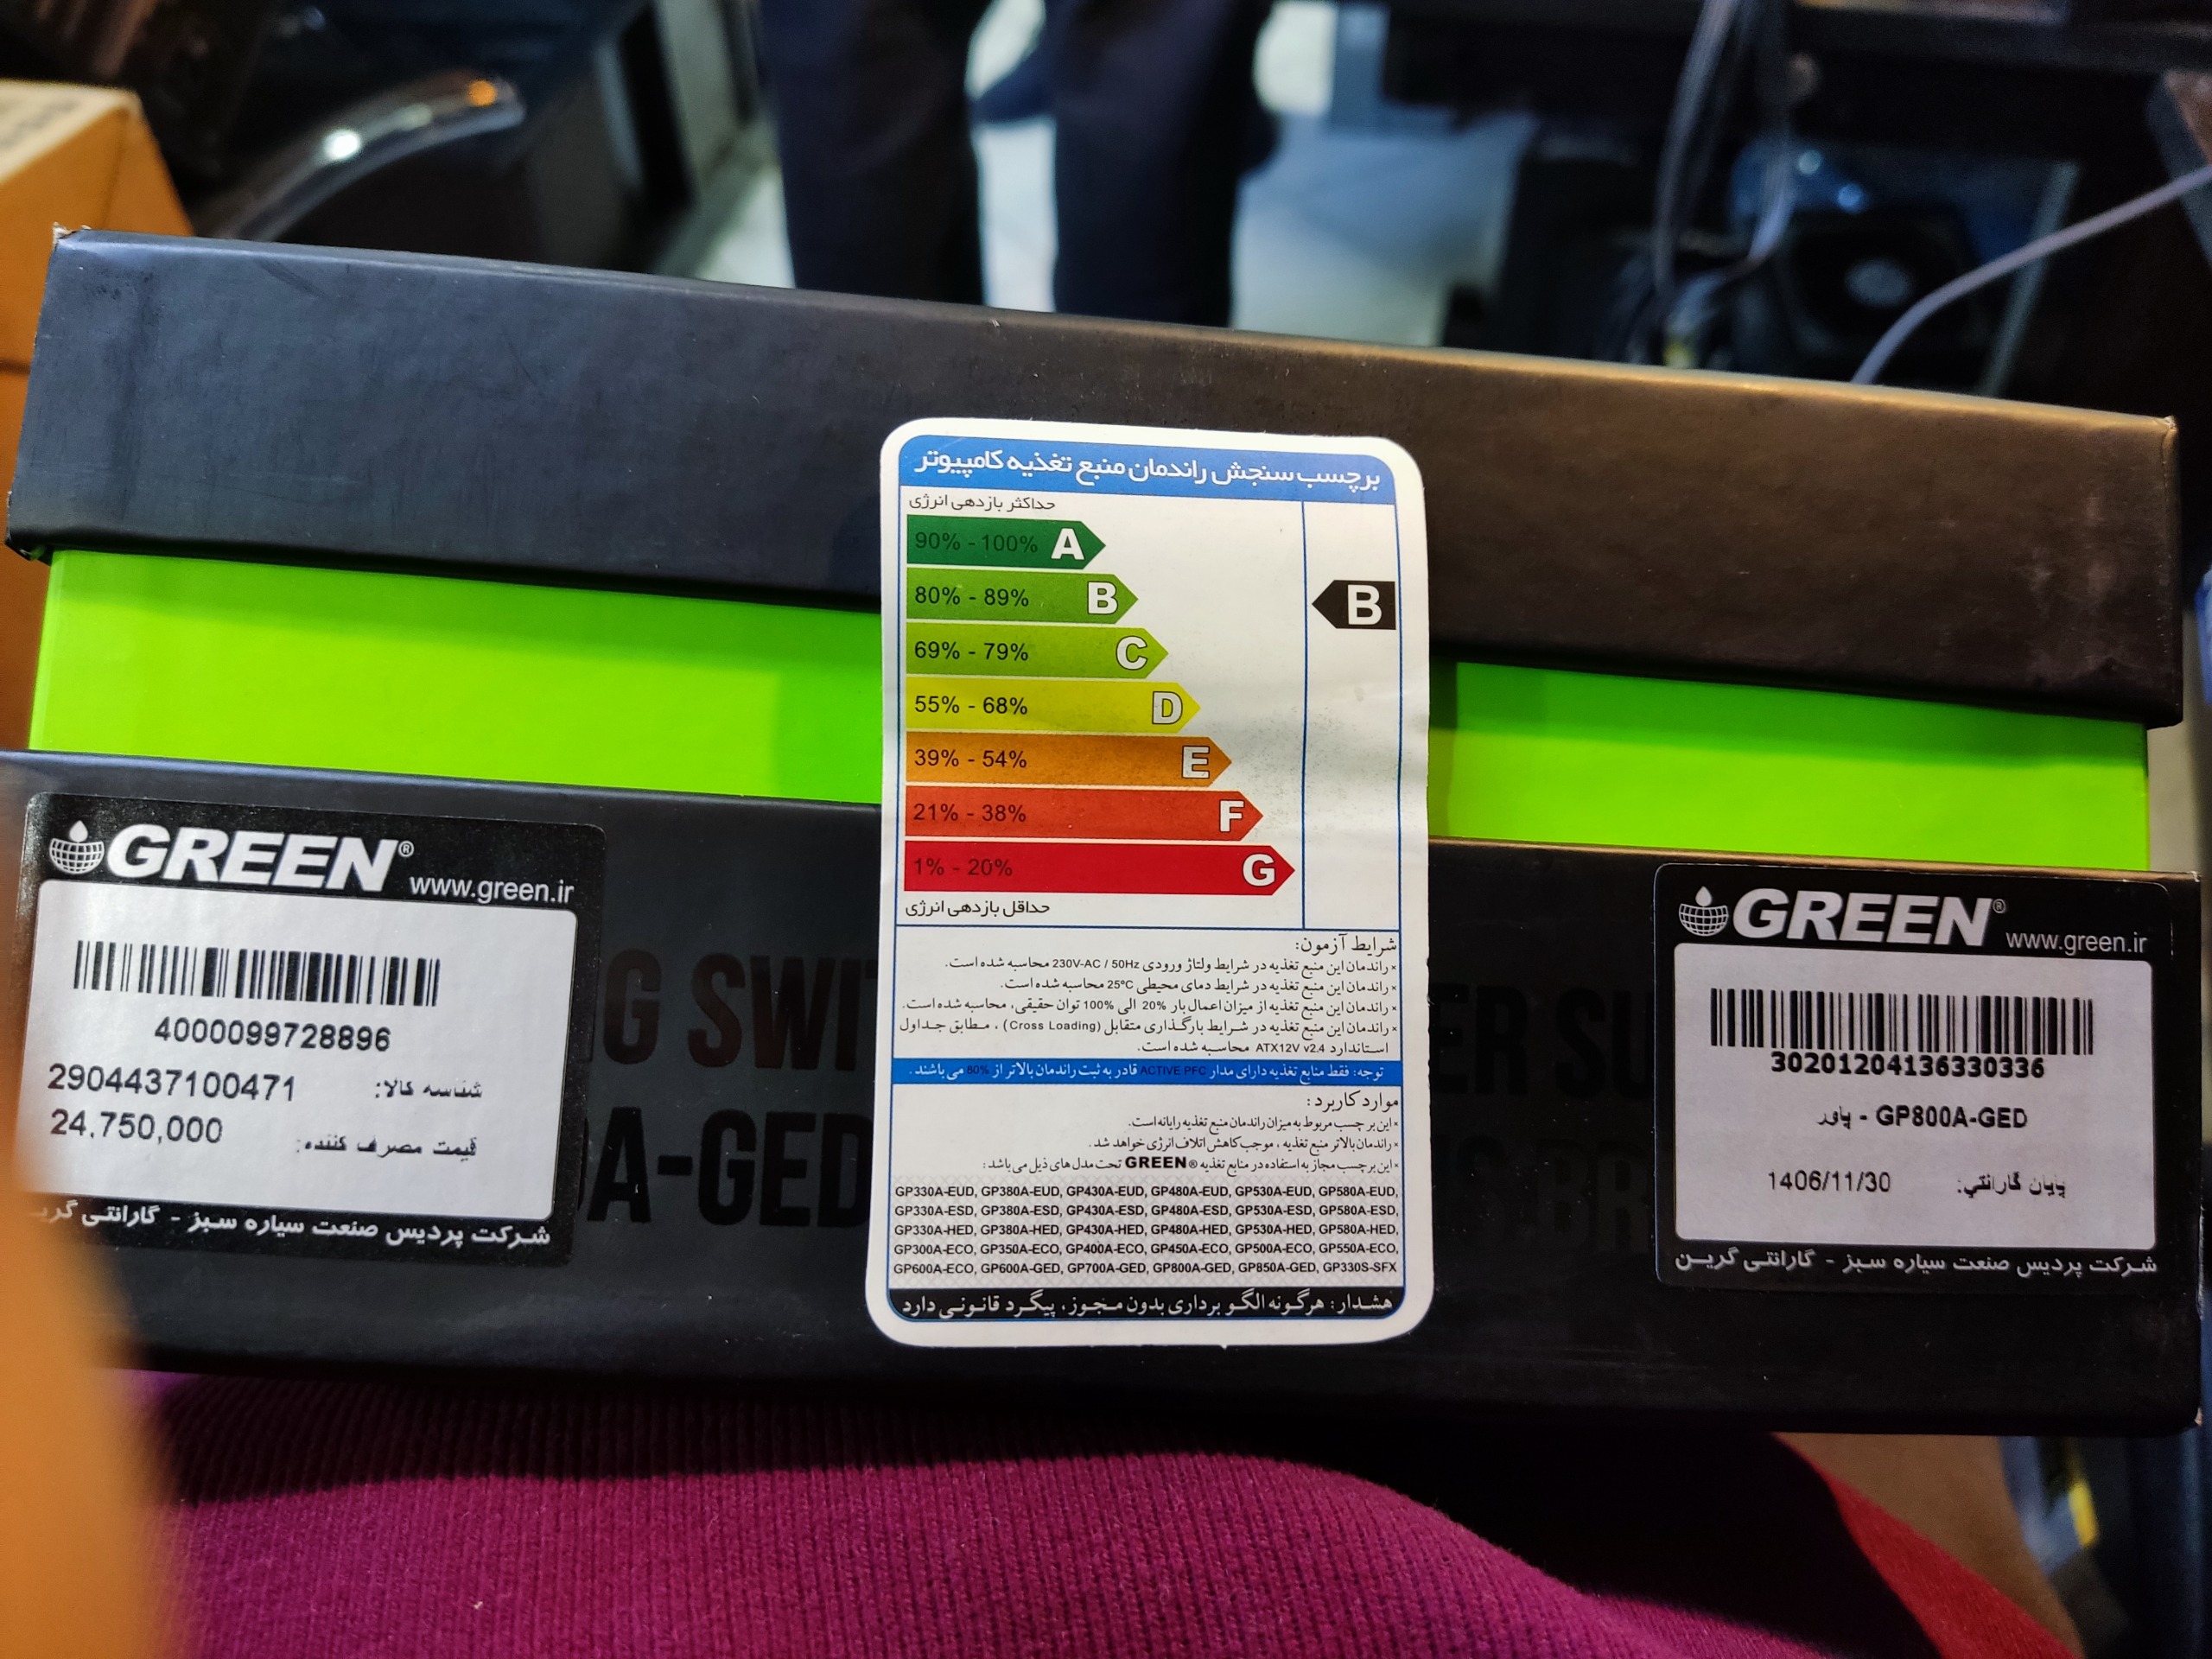 برچسب سنجش راندمان منبع تغذیه کامپیوتر
حداکثر بازدهی انرژی
90% - 100% A
80% - 89% B
B
69% - 79% C
55% - 68% D
39% - 54% E
21% - 38% F
1% - 20% G
حداقل بازدهی انرژی
شرایط آزمون:
× راندمان این منبع تغذیه در شرایط ولتاژ ورودی 230V-AC / 50Hz محاسبه شده است.
× راندمان این منبع تغذیه در شرایط دمای محیطی 25ºC محاسبه شده است.
× راندمان این منبع تغذیه از میزان اعمال بار 20% الی 100% توان حقیقی، محاسبه شده است.
× راندمان این منبع تغذیه در شرایط بارگذاری متقابل (Cross Loading) ، مطابق جداول
استاندارد ATX12V v2.4 محاسبه شده است.
توجه: فقط منابع تغذیه دارای مدار ACTIVE PFC قادر به ثبت راندمان بالاتر از 80% می باشند .
موارد کاربرد :
× این بر چسب مربوط به میزان راندمان منبع تغذیه رایانه است.
× راندمان بالاتر منبع تغذیه ، موجب کاهش اتلاف انرژی خواهد شد .
× این برچسب مجاز به استفاده در منابع تغذیه GREEN® تحت مدل های ذیل می باشد :
GP330A-EUD, GP380A-EUD, GP430A-EUD, GP480A-EUD, GP530A-EUD, GP580A-EUD,
GP330A-ESD, GP380A-ESD, GP430A-ESD, GP480A-ESD, GP530A-ESD, GP580A-ESD,
GP330A-HED, GP380A-HED, GP430A-HED, GP480A-HED, GP530A-HED, GP580A-HED,
GP300A-ECO, GP350A-ECO, GP400A-ECO, GP450A-ECO, GP500A-ECO, GP550A-ECO,
GP600A-ECO, GP600A-GED, GP700A-GED, GP800A-GED, GP850A-GED, GP330S-SFX
هشدار : هرگونه الگو برداری بدون مجوز ، پیگرد قانونی دارد
GREEN®
www.green.ir
4000099728896
شناسه کالا: 2904437100471
قیمت مصرف کننده: 24,750,000
شرکت پردیس صنعت سیاره سبز - گارانتی
GREEN®
www.green.ir
30201204136330336
پاور - GP800A-GED
پایان گارانتی: 1406/11/30
شرکت پردیس صنعت سیاره سبز - گارانتی گرین
A-GED